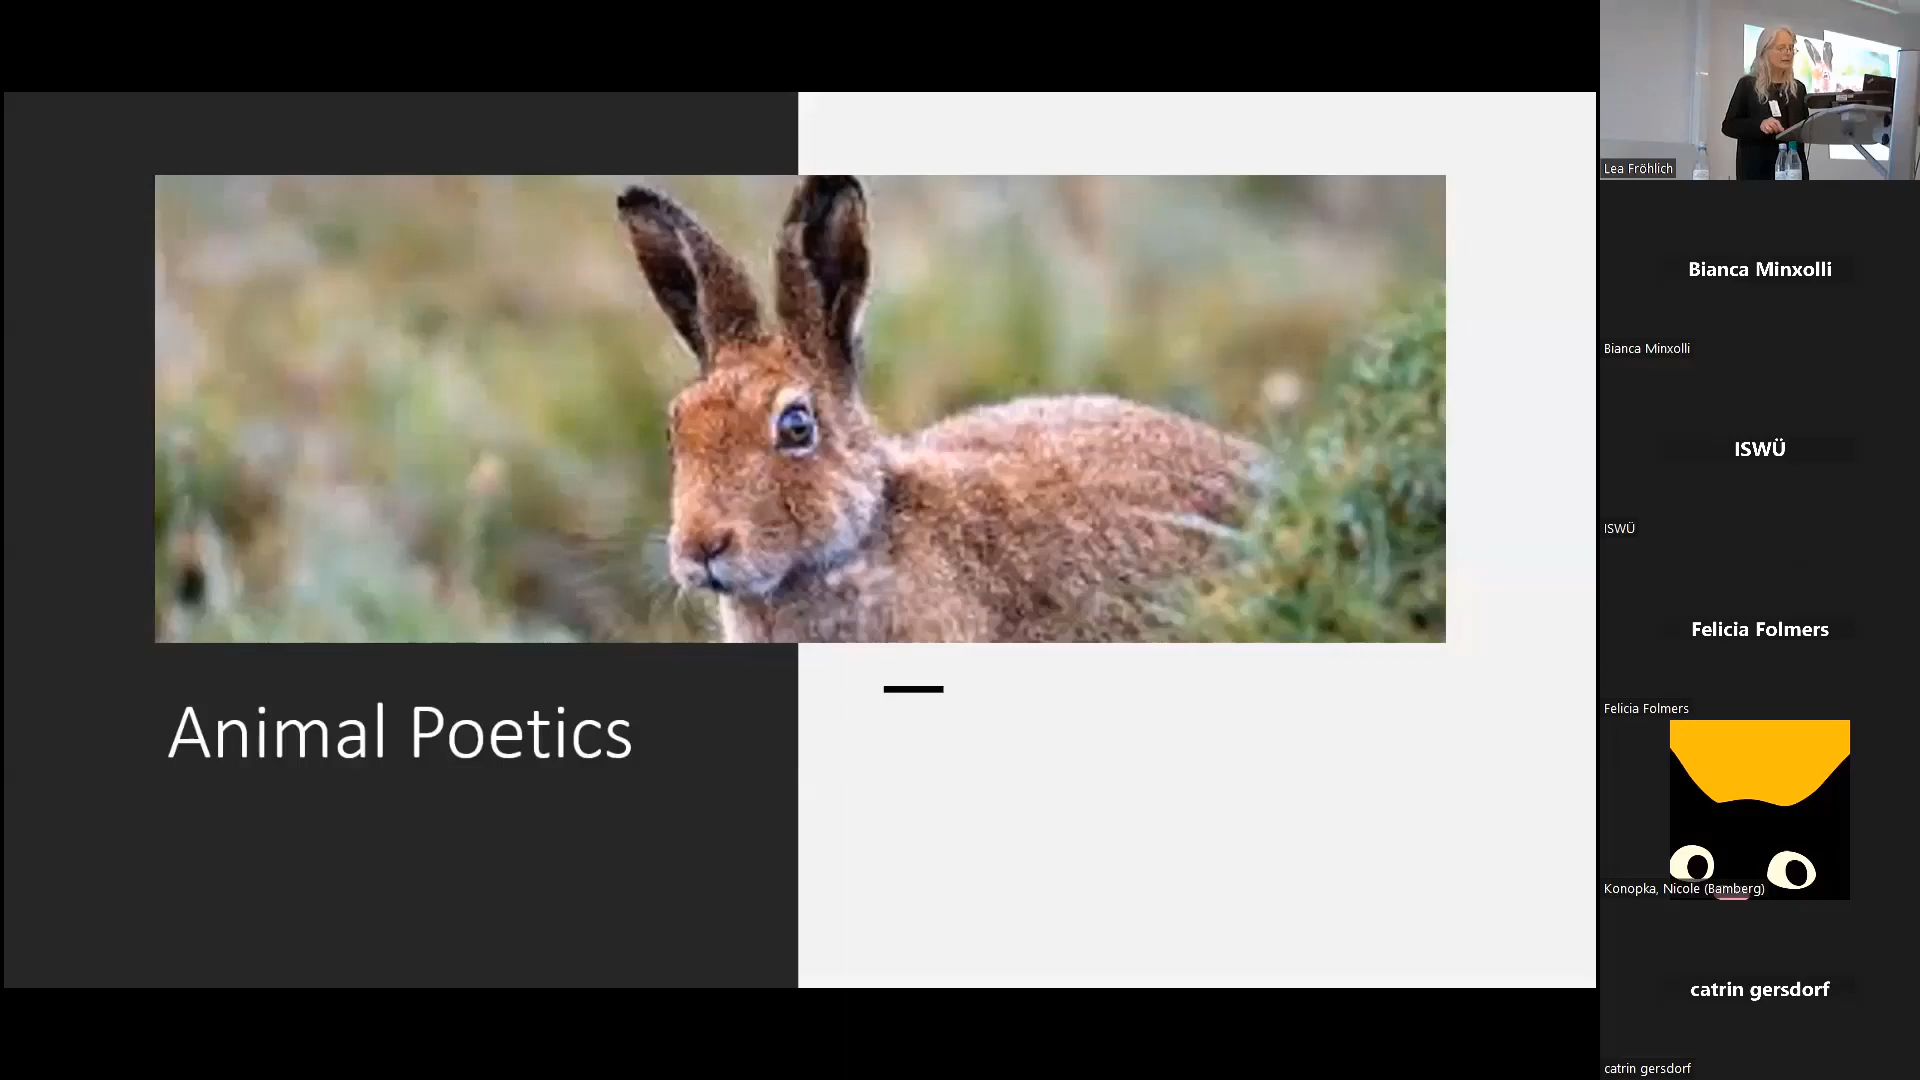 Animal Poetics
Lea Fröhlich
Bianca Minxolli
Bianca Minxolli
ISWÜ
ISWÜ
Felicia Folmers
Felicia Folmers
Konopka, Nicole (Bamberg)
catrin gersdorf
catrin gersdorf